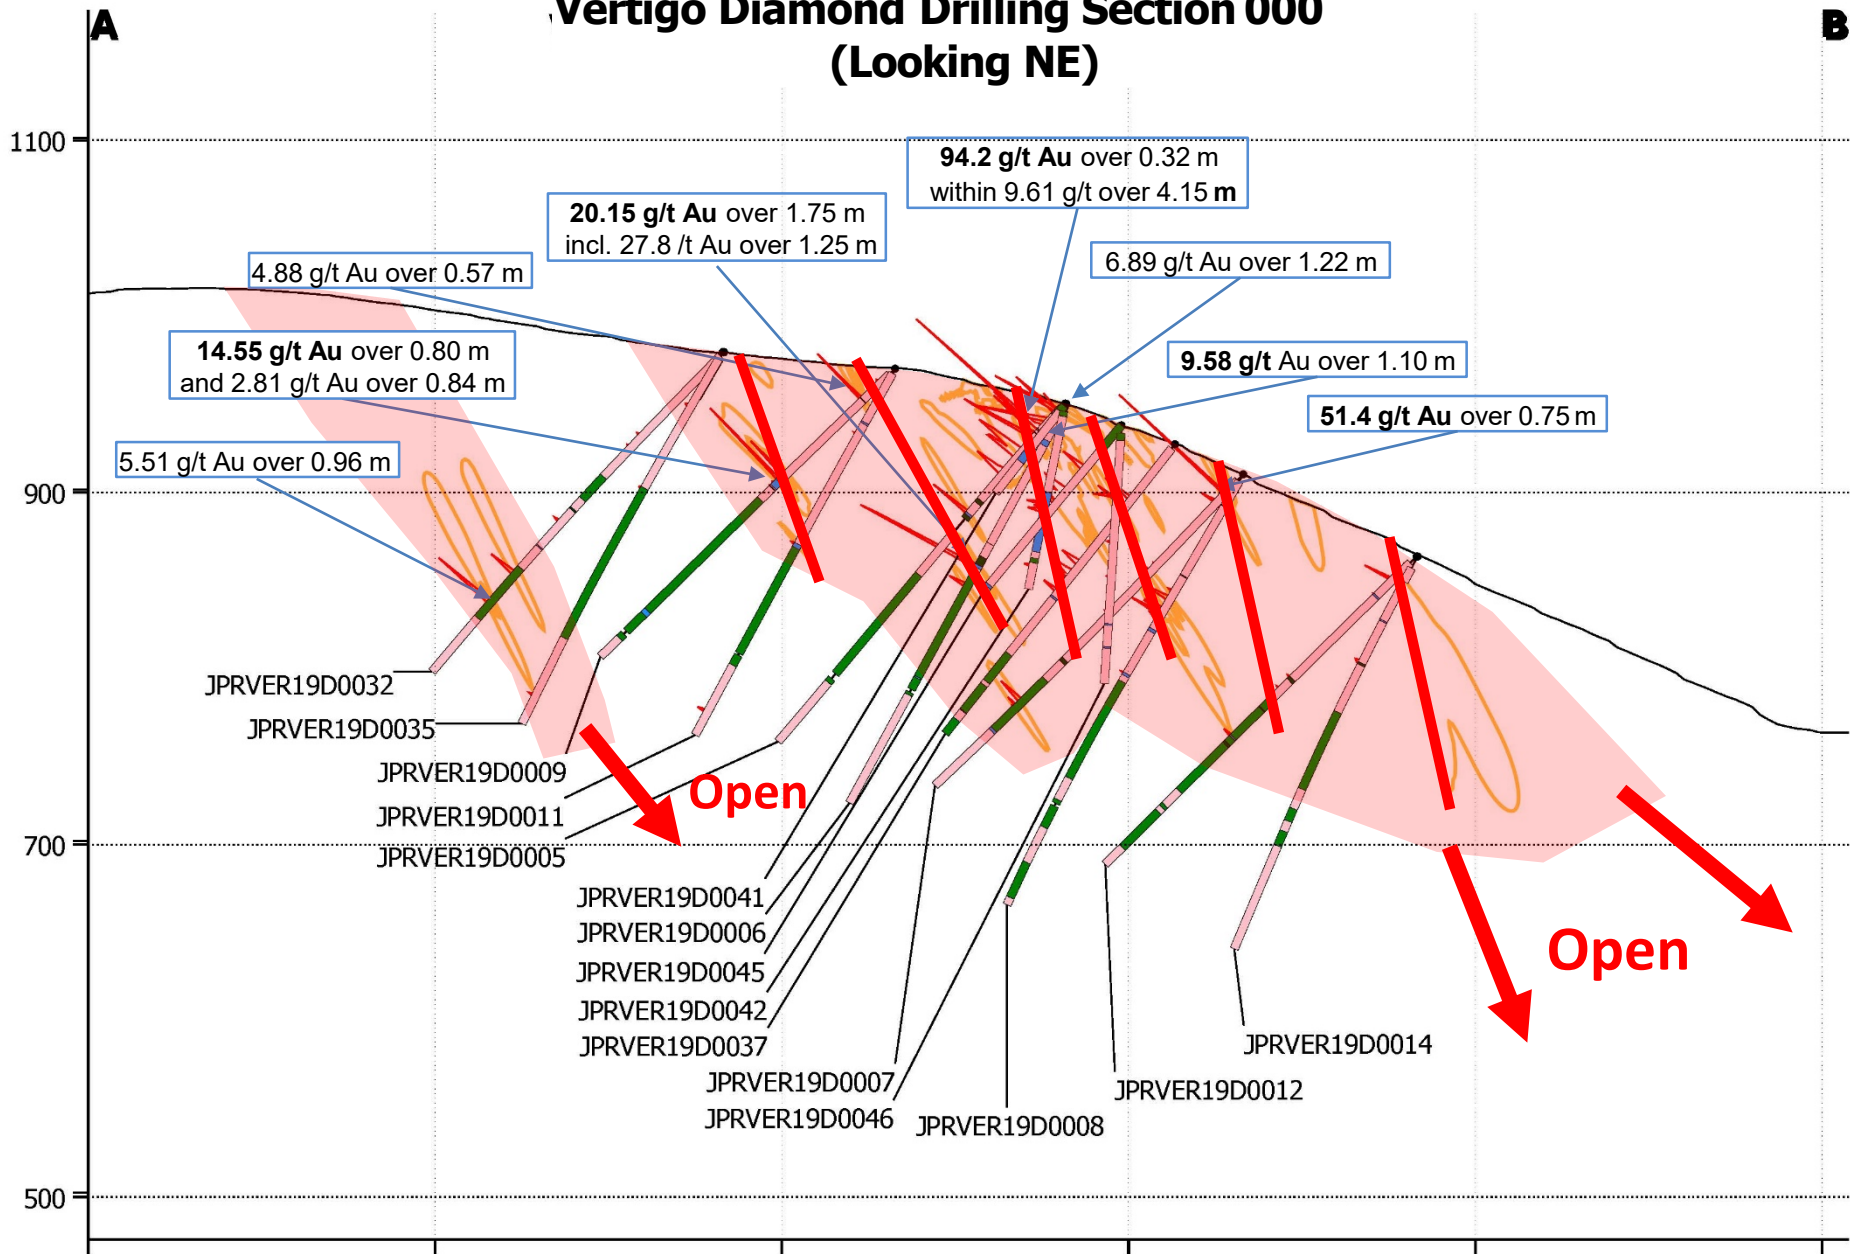 Vertigo Diamond Drilling Section 000
(Looking NE)
A
B
1100
900
700
500
94.2 g/t Au over 0.32 m
within 9.61 g/t over 4.15 m
20.15 g/t Au over 1.75 m
incl. 27.8 /t Au over 1.25 m
6.89 g/t Au over 1.22 m
4.88 g/t Au over 0.57 m
14.55 g/t Au over 0.80 m
and 2.81 g/t Au over 0.84 m
9.58 g/t Au over 1.10 m
51.4 g/t Au over 0.75 m
5.51 g/t Au over 0.96 m
JPRVER19D0032
JPRVER19D0035
JPRVER19D0009
JPRVER19D0011
JPRVER19D0005
Open
JPRVER19D0041
JPRVER19D0006
JPRVER19D0045
JPRVER19D0042
JPRVER19D0037
JPRVER19D0007
JPRVER19D0046
JPRVER19D0008
JPRVER19D0012
JPRVER19D0014
Open